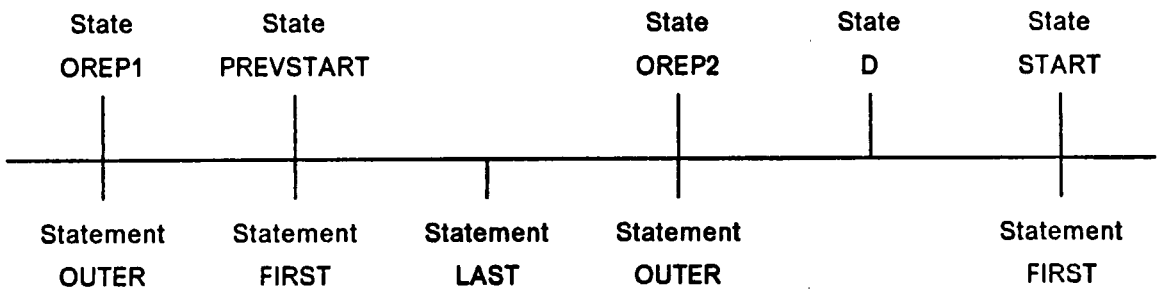 State State State State State
OREP1 PREVSTART OREP2 D START
Statement Statement Statement Statement Statement
OUTER FIRST LAST OUTER FIRST